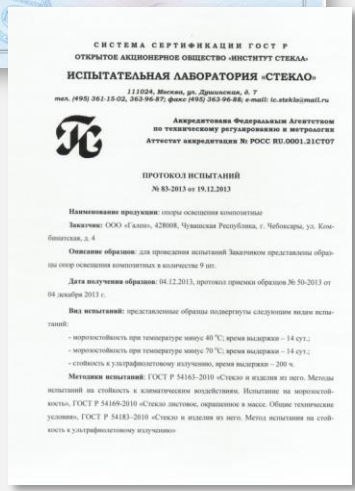 СИСТЕМА СЕРТИФИКАЦИИ ГОСТ Р
ОТКРЫТОЕ АКЦИОНЕРНОЕ ОБЩЕСТВО «ИНСТИТУТ СТЕКЛА»
ИСПЫТАТЕЛЬНАЯ ЛАБОРАТОРИЯ «СТЕКЛО»
111024, Москва, ул. Душинская, д. 7
тел. (495) 361-15-02, 363-96-87; факс (495) 363-96-88; e-mail: ic.steklo@mail.ru
Аккредитована Федеральным Агентством
по техническому регулированию и метрологии
Аттестат аккредитации № РОСС RU.0001.21СТ07
ПРОТОКОЛ ИСПЫТАНИЙ
№ 83-2013 от 19.12.2013
Наименование продукции: опоры освещения композитные
Заказчик: ООО «Гален», 428008, Чувашская Республика, г. Чебоксары, ул. Ком-
бинатская, д. 4
Описание образцов: для проведения испытаний Заказчиком представлены образ-
цы опор освещения композитных в количестве 9 шт.
Дата получения образцов: 04.12.2013, протокол приемки образцов № 50-2013 от
04 декабря 2013 г.
Вид испытаний: представленные образцы подвергнуты следующим видам испы-
таний:
- морозостойкость при температуре минус 40 °С; время выдержки – 14 сут.;
- морозостойкость при температуре минус 70 °С; время выдержки – 14 сут.;
- стойкость к ультрафиолетовому излучению, время выдержки – 200 ч.
Методики испытаний: ГОСТ Р 54163–2010 «Стекло и изделия из него. Методы
испытаний на стойкость к климатическим воздействиям. Испытание на морозостой-
кость», ГОСТ Р 54169-2010 «Стекло листовое, окрашенное в массе. Общие технические
условия», ГОСТ Р 54183–2010 «Стекло и изделия из него. Метод испытания на стой-
кость к ультрафиолетовому излучению»